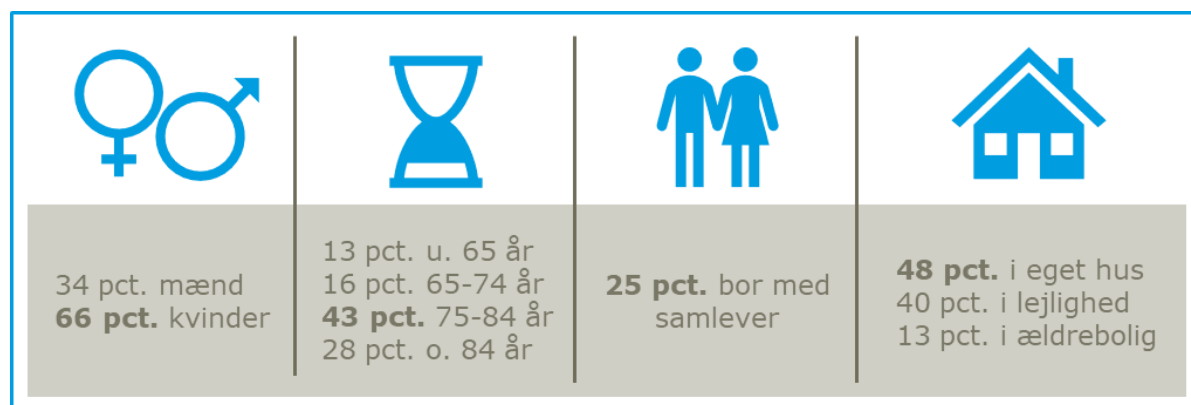 34 pct. mænd
66 pct. kvinder
13 pct. u. 65 år
16 pct. 65-74 år
43 pct. 75-84 år
28 pct. o. 84 år
25 pct. bor med
samlever
48 pct. i eget hus
40 pct. i lejlighed
13 pct. i ældrebolig